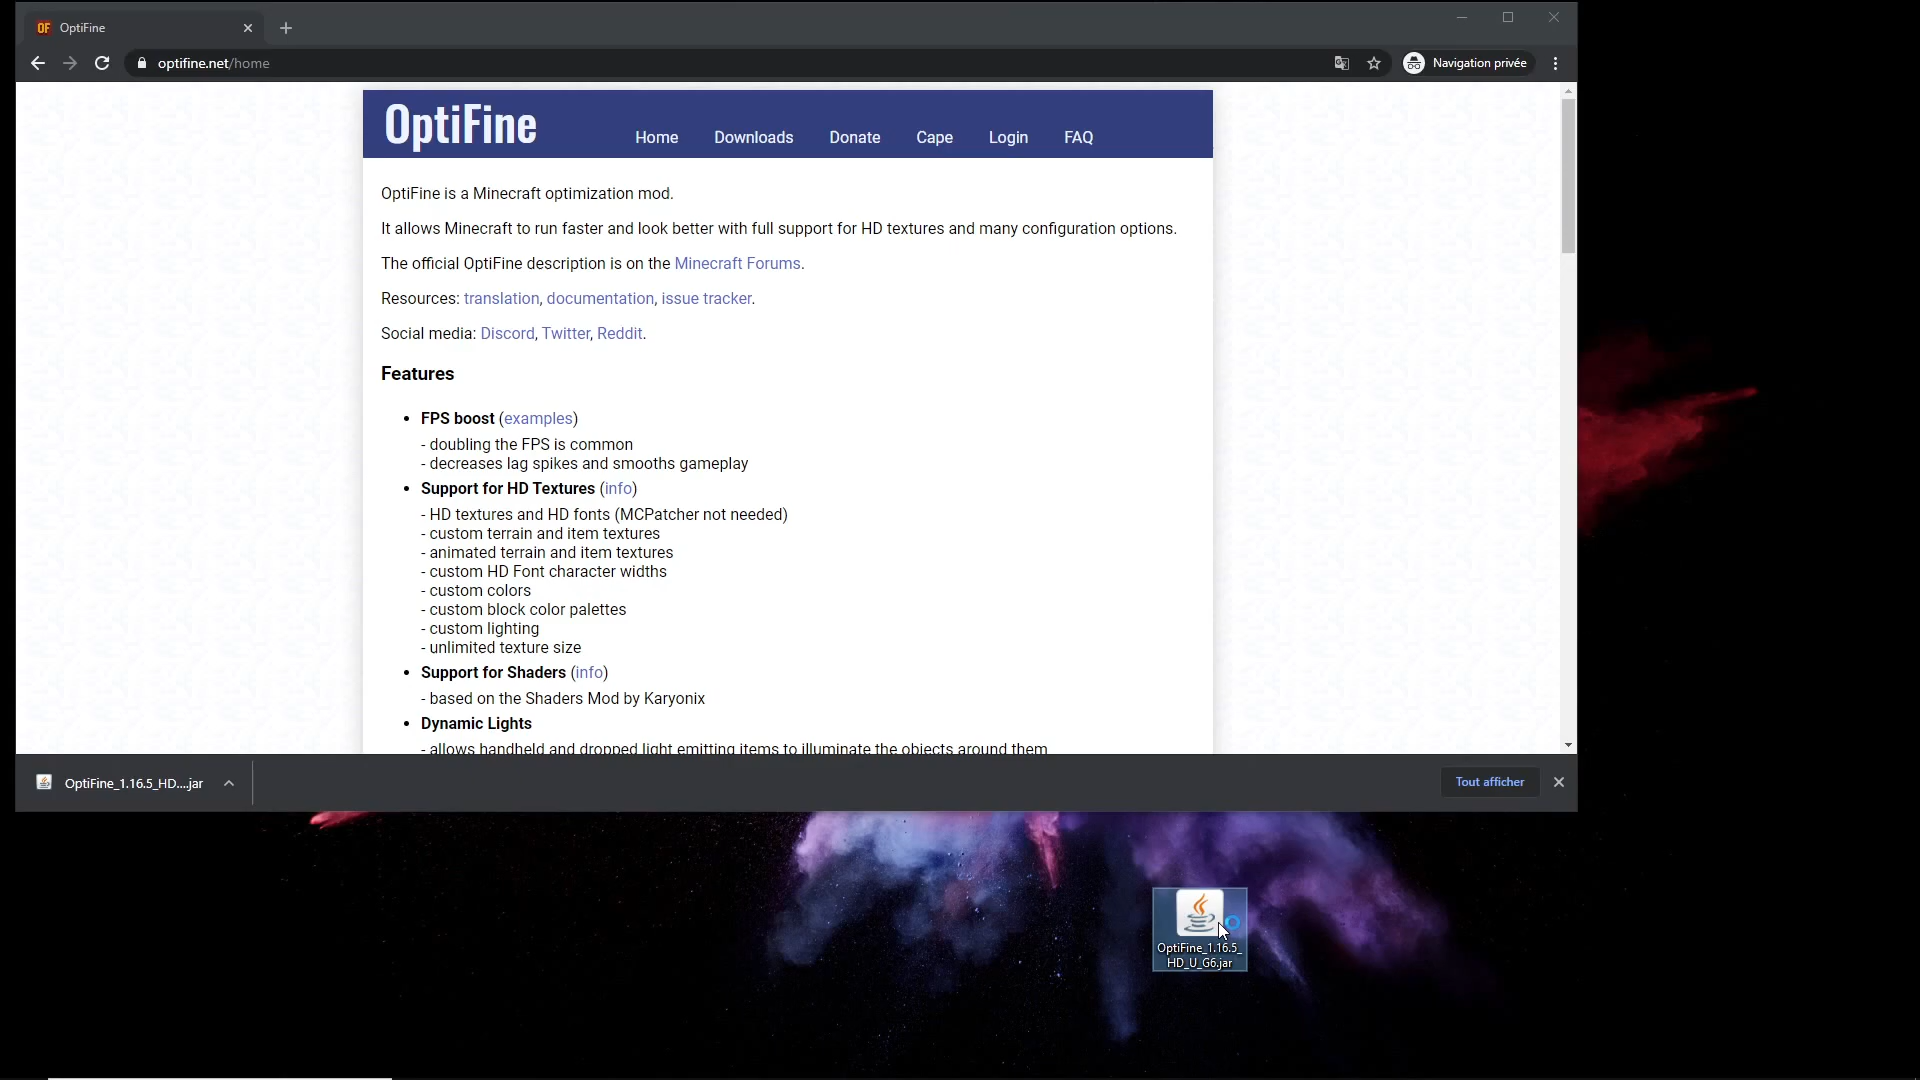 OF OptiFine
optifine.net/home
Navigation privée
OptiFine
Home Downloads Donate Cape Login FAQ
OptiFine is a Minecraft optimization mod.
It allows Minecraft to run faster and look better with full support for HD textures and many configuration options.
The official OptiFine description is on the Minecraft Forums.
Resources: translation, documentation, issue tracker.
Social media: Discord, Twitter, Reddit.
Features
• FPS boost (examples)
- doubling the FPS is common
- decreases lag spikes and smooths gameplay
• Support for HD Textures (info)
- HD textures and HD fonts (MCPatcher not needed)
- custom terrain and item textures
- animated terrain and item textures
- custom HD Font character widths
- custom colors
- custom block color palettes
- custom lighting
- unlimited texture size
• Support for Shaders (info)
- based on the Shaders Mod by Karyonix
• Dynamic Lights
- allows handheld and dropped light emitting items to illuminate the objects around them
OptiFine_1.16.5_HD....jar
Tout afficher
OptiFine_1.16.5_
HD_U_G6.jar